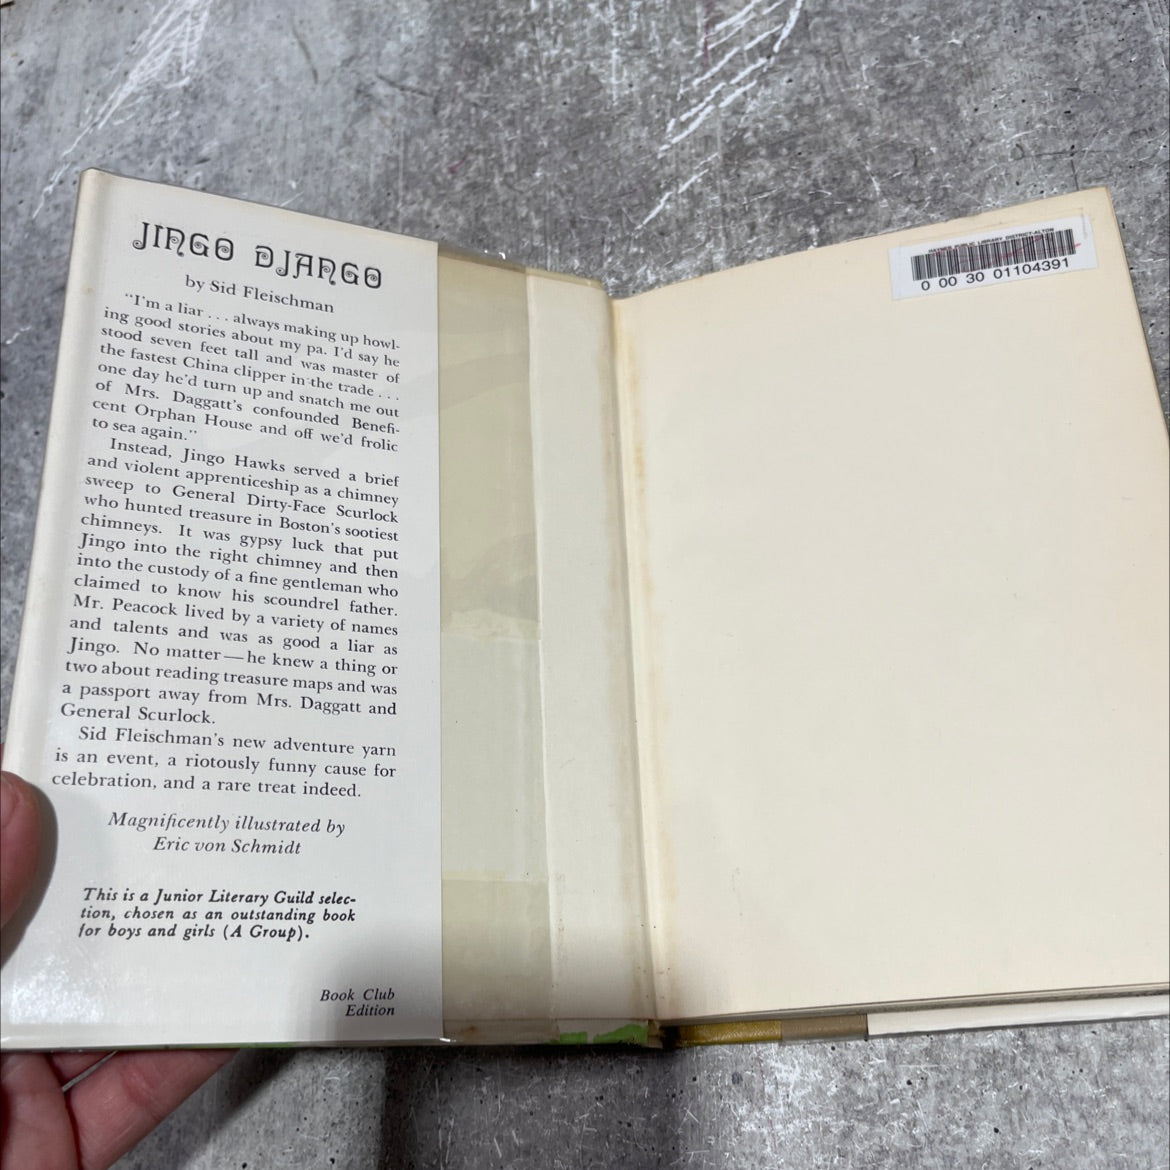 JINGO DJANGO
by Sid Fleischman
"I'm a liar . . . always making up howl-
ing good stories about my pa. I'd say he
stood seven feet tall and was master of
the fastest China clipper in the trade . . .
one day he'd turn up and snatch me out
of Mrs. Daggatt's confounded Benefi-
cent Orphan House and off we'd frolic
to sea again."
Instead, Jingo Hawks served a brief
and violent apprenticeship as a chimney
sweep to General Dirty-Face Scurlock
who hunted treasure in Boston's sootiest
chimneys. It was gypsy luck that put
Jingo into the right chimney and then
into the custody of a fine gentleman who
claimed to know his scoundrel father.
Mr. Peacock lived by a variety of names
and talents and was as good a liar as
Jingo. No matter—he knew a thing or
two about reading treasure maps and was
a passport away from Mrs. Daggatt and
General Scurlock.
Sid Fleischman's new adventure yarn
is an event, a riotously funny cause for
celebration, and a rare treat indeed.
Magnificently illustrated by
Eric von Schmidt
This is a Junior Literary Guild selec-
tion, chosen as an outstanding book
for boys and girls (A Group).
Book Club
Edition
HAYNER PUBLIC LIBRARY DISTRICT-ALTON
0 00 30 01104391